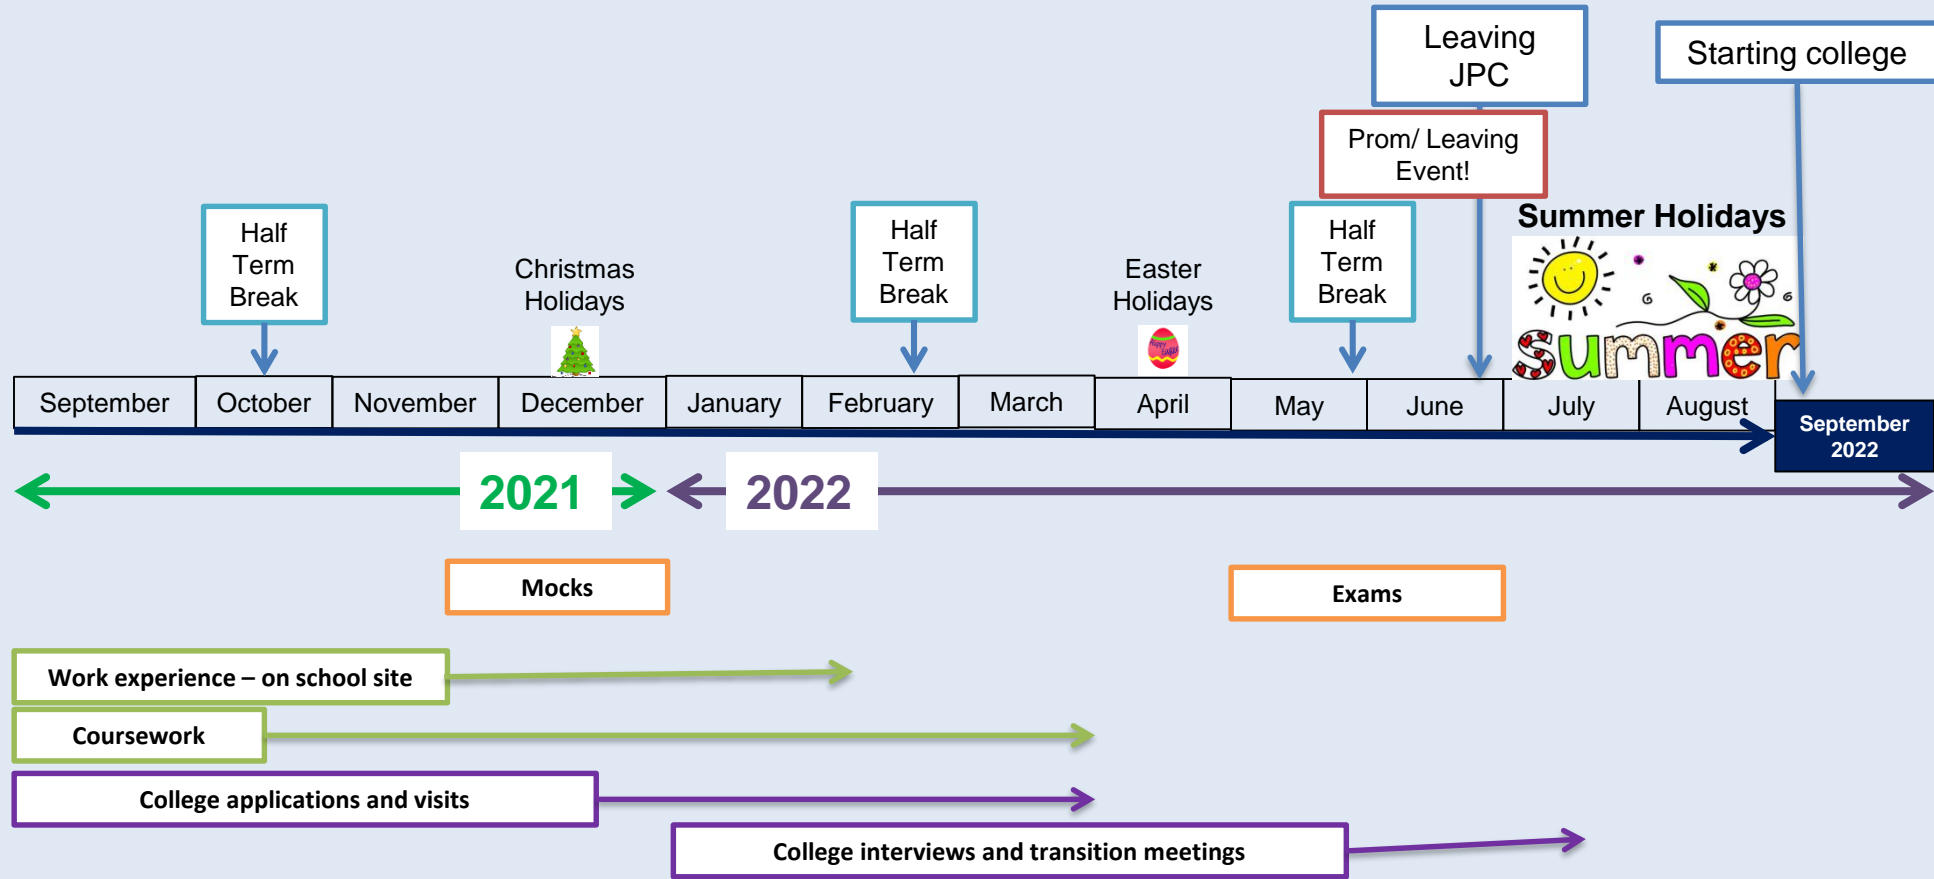 Leaving
JPC
Starting college
Prom/ Leaving
Event!
Half
Term
Break
Christmas
Holidays
Half
Term
Break
Easter
Holidays
Happy
Easter
Half
Term
Break
Summer Holidays
summer
September
October
November
December
January
February
March
April
May
June
July
August
September
2022
2021
2022
Mocks
Exams
Work experience – on school site
Coursework
College applications and visits
College interviews and transition meetings